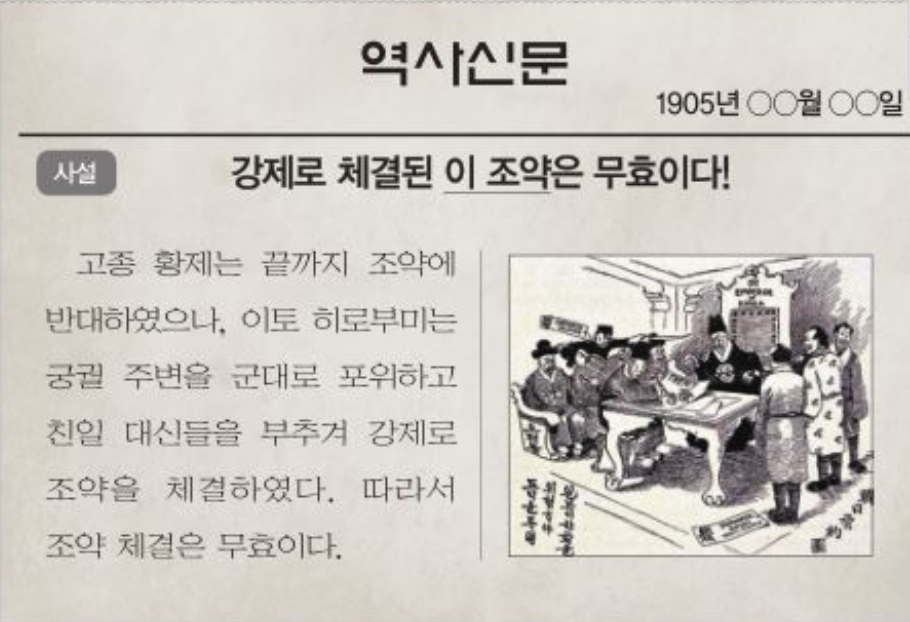 역사신문
1905년 ○○월 ○○일
사설
강제로 체결된 이 조약은 무효이다!
고종 황제는 끝까지 조약에
반대하였으나, 이토 히로부미는
궁궐 주변을 군대로 포위하고
친일 대신들을 부추겨 강제로
조약을 체결하였다. 따라서
조약 체결은 무효이다.
EMPEROR